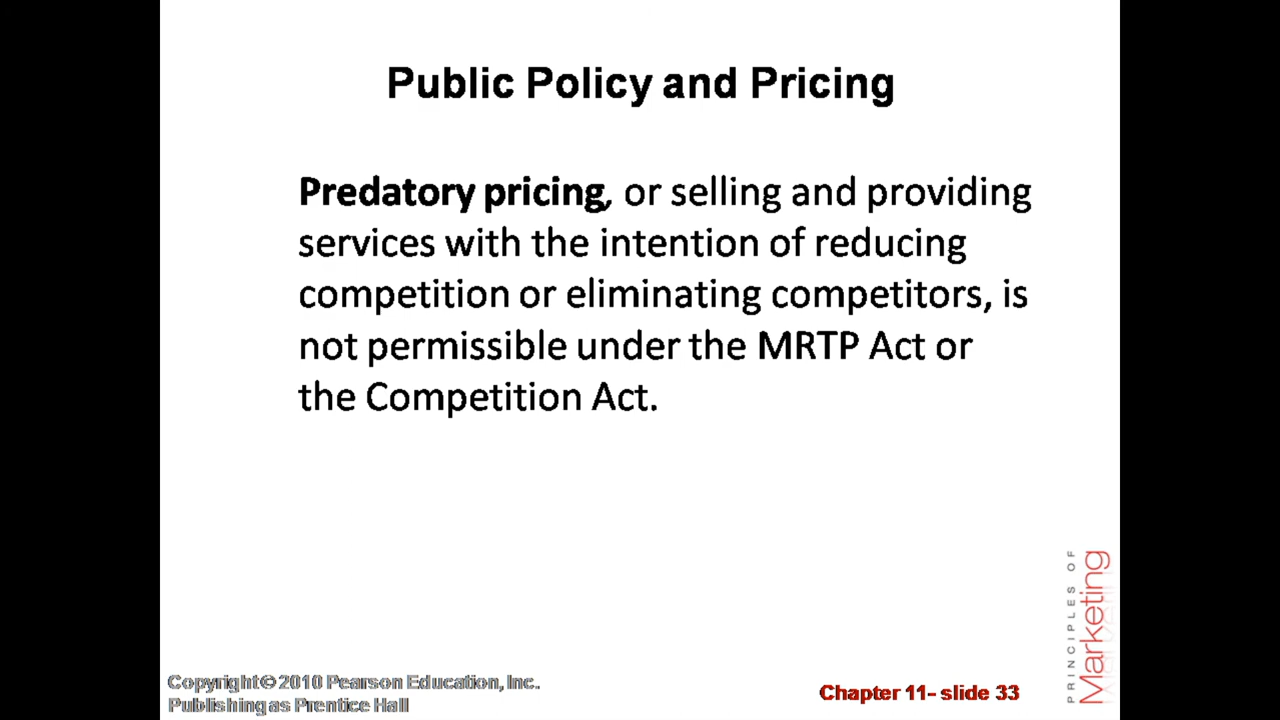 Public Policy and Pricing
Predatory pricing, or selling and providing
services with the intention of reducing
competition or eliminating competitors, is
not permissible under the MRTP Act or
the Competition Act.
PRINCIPLES OF
Marketing
Copyright © 2010 Pearson Education, Inc.
Publishing as Prentice Hall
Chapter 11- slide 33